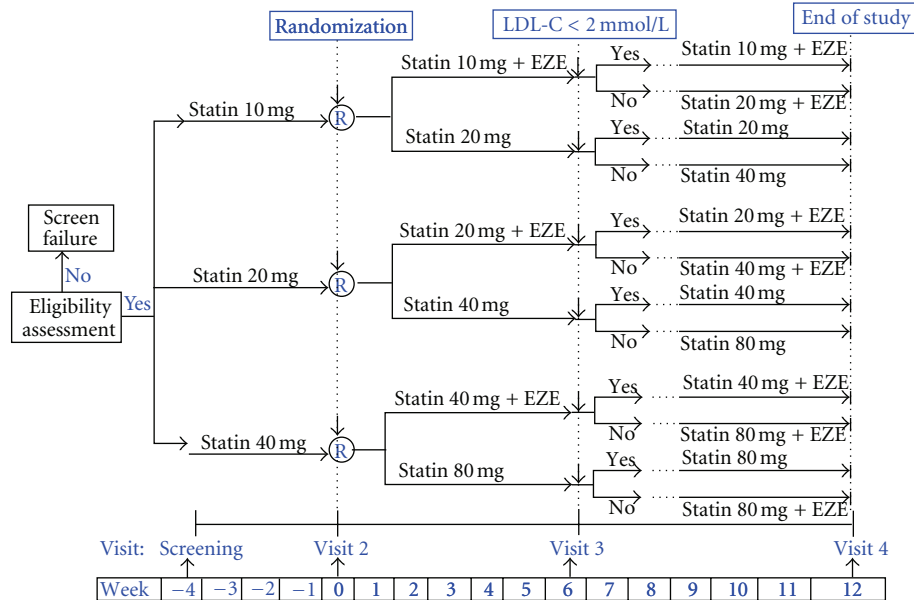 Randomization
LDL-C < 2 mmol/L
End of study
Statin 10 mg
R
Statin 10 mg + EZE
Yes
Statin 10 mg + EZE
No
Statin 20 mg + EZE
Statin 20 mg
Yes
Statin 20 mg
No
Statin 40 mg
Screen
failure
No
Eligibility
assessment
Yes
Statin 20 mg
R
Statin 20 mg + EZE
Yes
Statin 20 mg + EZE
No
Statin 40 mg + EZE
Statin 40 mg
Yes
Statin 40 mg
No
Statin 80 mg
Statin 40 mg
R
Statin 40 mg + EZE
Yes
Statin 40 mg + EZE
No
Statin 80 mg + EZE
Statin 80 mg
Yes
Statin 80 mg
No
Statin 80 mg + EZE
Visit: Screening Visit 2 Visit 3 Visit 4
Week −4 −3 −2 −1 0 1 2 3 4 5 6 7 8 9 10 11 12